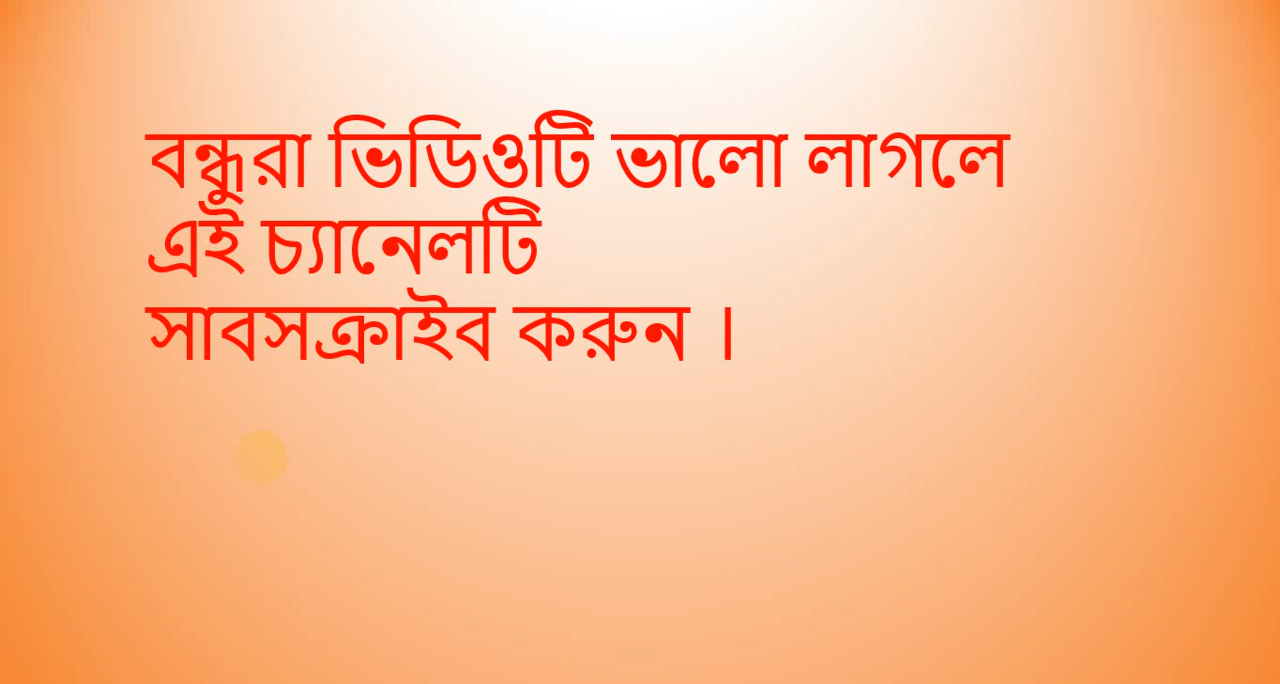 বন্ধুরা ভিডিওটি ভালো লাগলে
এই চ্যানেলটি
সাবসক্রাইব করুন ।